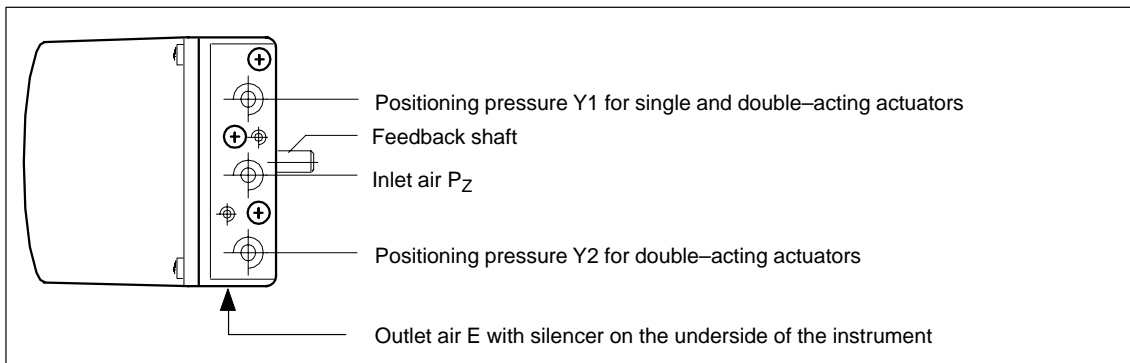 Positioning pressure Y1 for single and double–acting actuators
Feedback shaft
Inlet air PZ
Positioning pressure Y2 for double–acting actuators
Outlet air E with silencer on the underside of the instrument